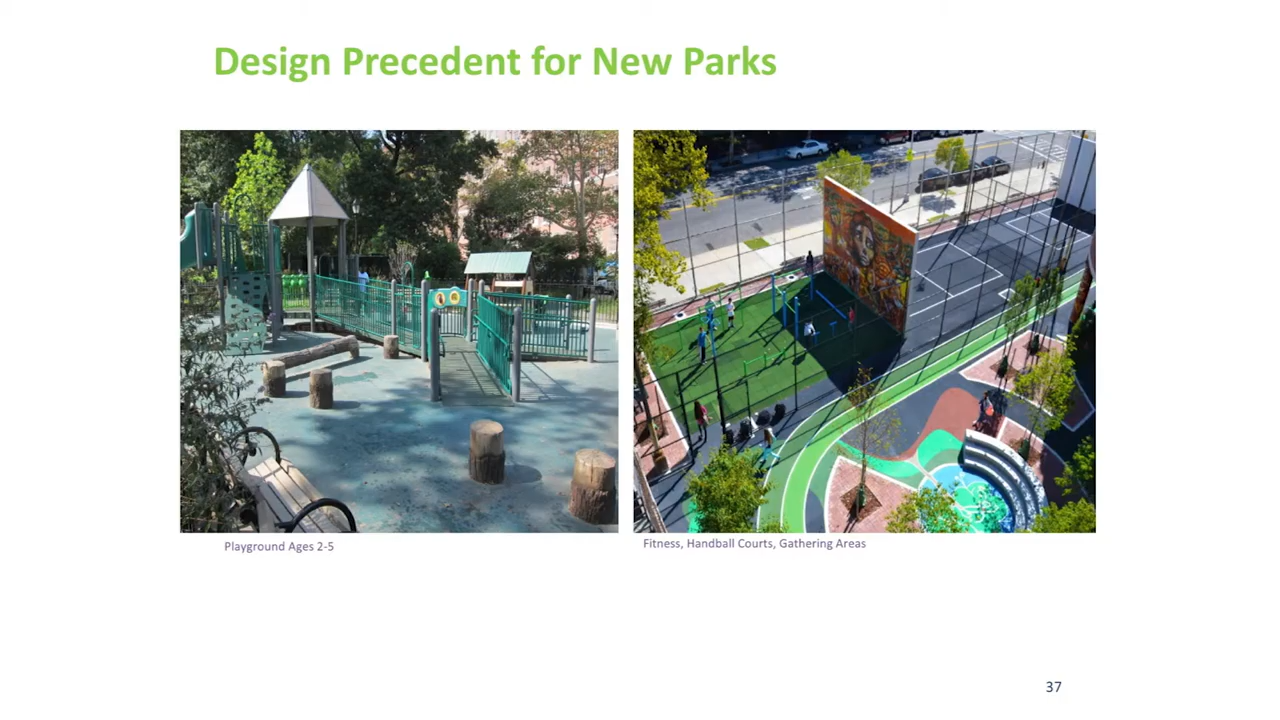 Design Precedent for New Parks
Playground Ages 2-5
Fitness, Handball Courts, Gathering Areas
37